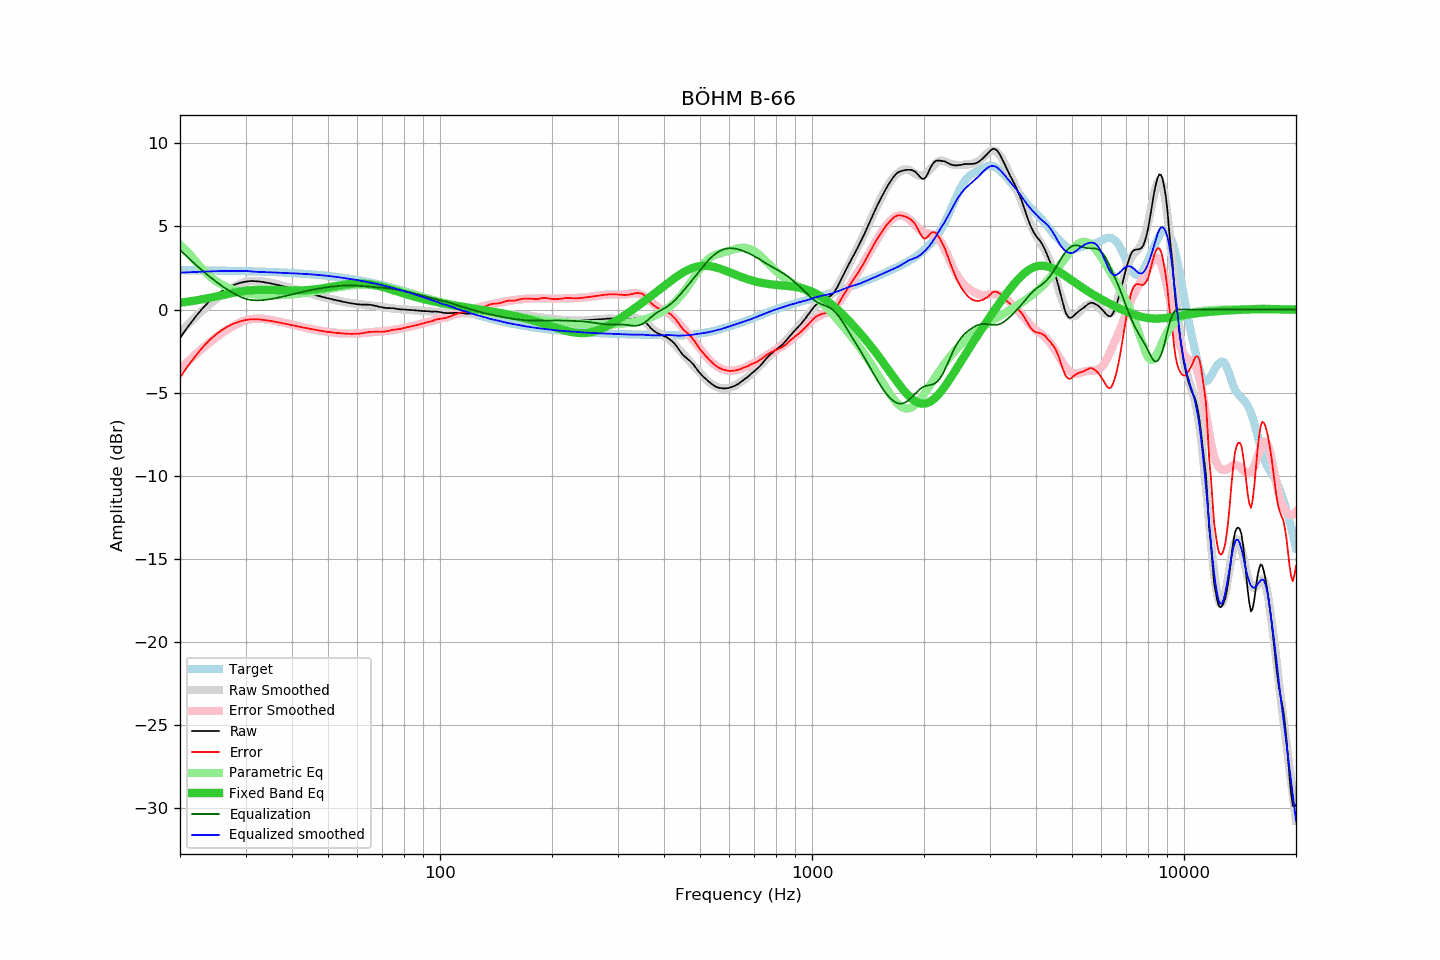 BÖHM B-66
10
5
0
−5
−10
−15
−20
−25
−30
Amplitude (dBr)
Target
Raw Smoothed
Error Smoothed
Raw
Error
Parametric Eq
Fixed Band Eq
Equalization
Equalized smoothed
100
1000
10000
Frequency (Hz)